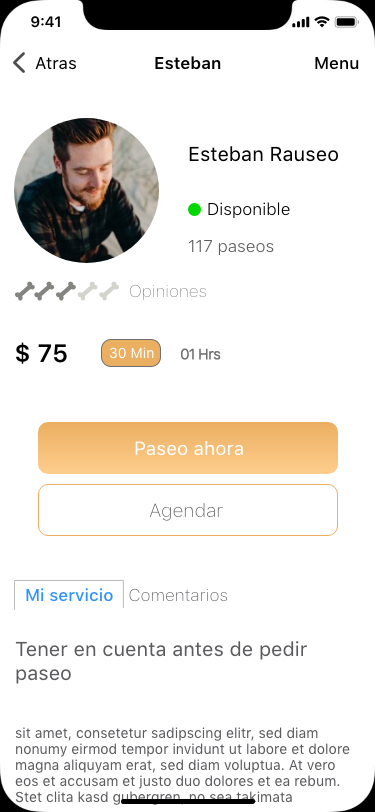 9:41
Atras
Esteban
Menu
Esteban Rauseo
Disponible
117 paseos
Opiniones
$ 75
30 Min
01 Hrs
Paseo ahora
Agendar
Mi servicio
Comentarios
Tener en cuenta antes de pedir
paseo
sit amet, consetetur sadipscing elitr, sed diam
nonumy eirmod tempor invidunt ut labore et dolore
magna aliquyam erat, sed diam voluptua. At vero
eos et accusam et justo duo dolores et ea rebum.
Stet clita kasd gubergren, no sea takimata